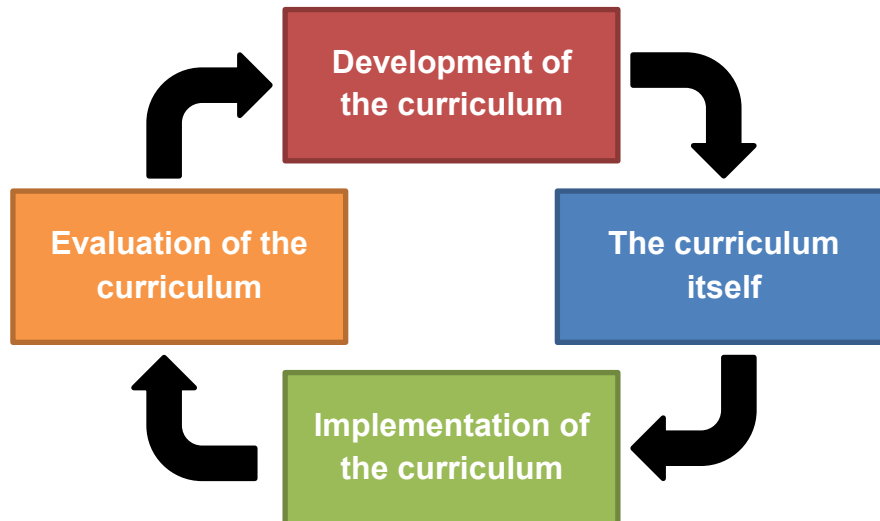 Development of
the curriculum
The curriculum
itself
Implementation of
the curriculum
Evaluation of the
curriculum